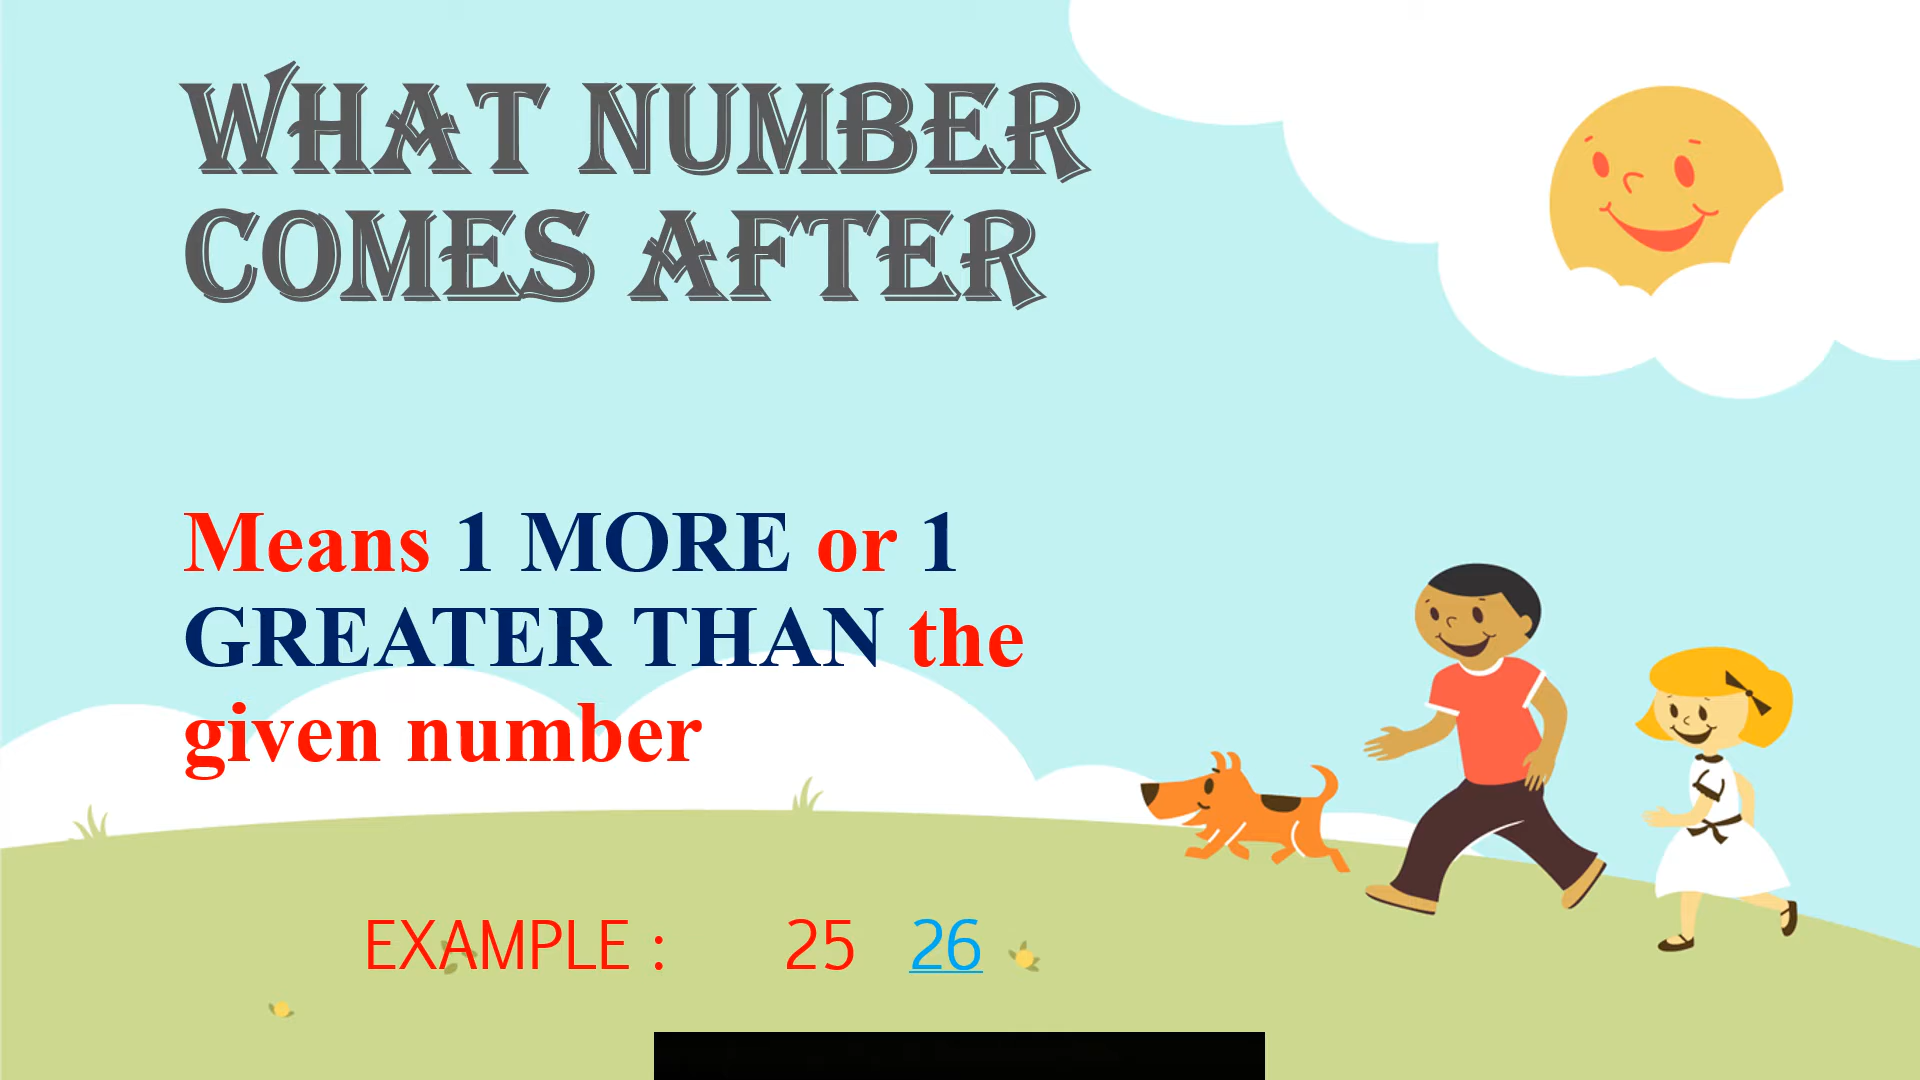 WHAT NUMBER
COMES AFTER
Means 1 MORE or 1
GREATER THAN the
given number
EXAMPLE : 25 26